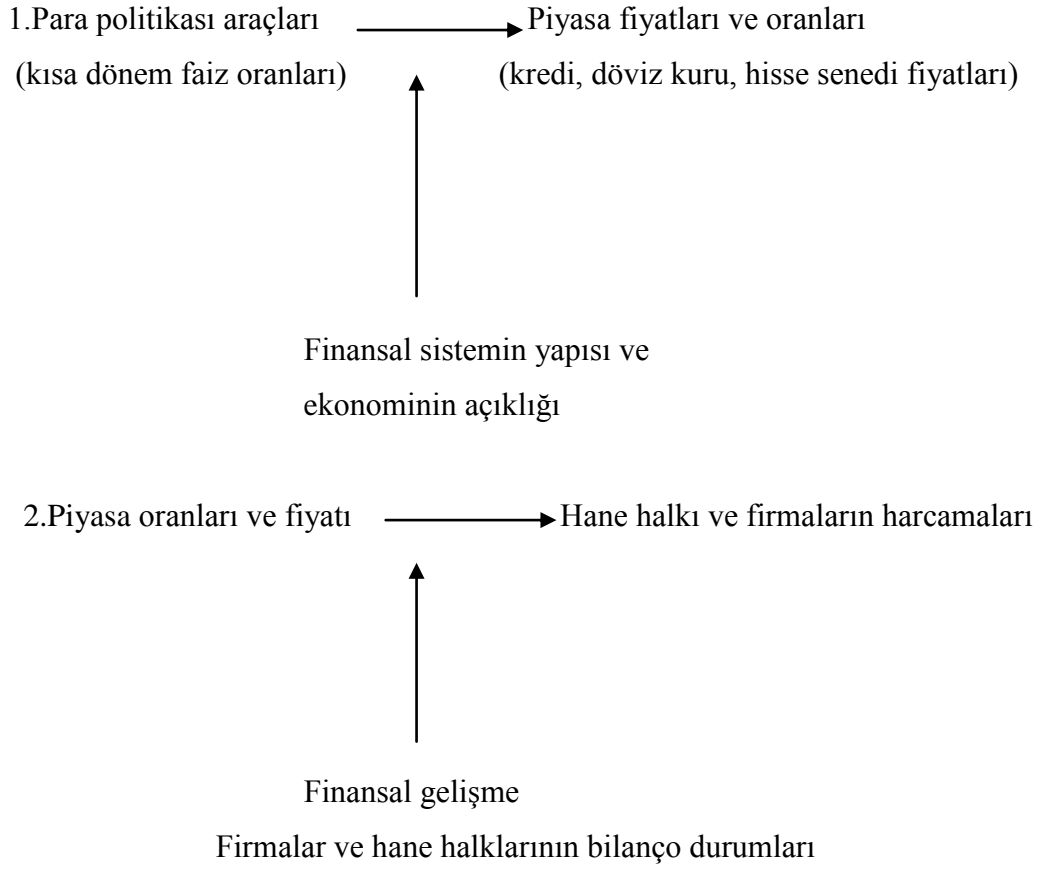 1.Para politikası araçları Piyasa fiyatları ve oranları
(kısa dönem faiz oranları) (kredi, döviz kuru, hisse senedi fiyatları)
Finansal sistemin yapısı ve
ekonominin açıklığı
2.Piyasa oranları ve fiyatı Hane halkı ve firmaların harcamaları
Finansal gelişme
Firmalar ve hane halklarının bilanço durumları